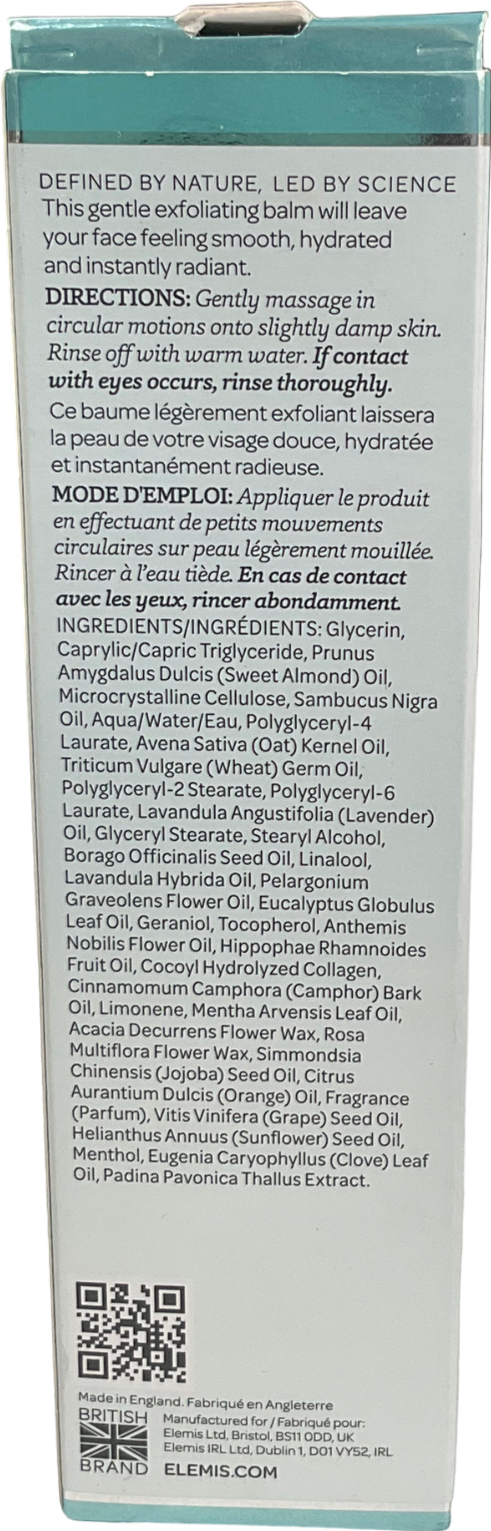 DEFINED BY NATURE, LED BY SCIENCE
This gentle exfoliating balm will leave
your face feeling smooth, hydrated
and instantly radiant.
DIRECTIONS: Gently massage in
circular motions onto slightly damp skin.
Rinse off with warm water. If contact
with eyes occurs, rinse thoroughly.
Ce baume légèrement exfoliant laissera
la peau de votre visage douce, hydratée
et instantanément radieuse.
MODE D'EMPLOI: Appliquer le produit
en effectuant de petits mouvements
circulaires sur peau légèrement mouillée.
Rincer à l'eau tiède. En cas de contact
avec les yeux, rincer abondamment.
INGREDIENTS/INGRÉDIENTS: Glycerin,
Caprylic/Capric Triglyceride, Prunus
Amygdalus Dulcis (Sweet Almond) Oil,
Microcrystalline Cellulose, Sambucus Nigra
Oil, Aqua/Water/Eau, Polyglyceryl-4
Laurate, Avena Sativa (Oat) Kernel Oil,
Triticum Vulgare (Wheat) Germ Oil,
Polyglyceryl-2 Stearate, Polyglyceryl-6
Laurate, Lavandula Angustifolia (Lavender)
Oil, Glyceryl Stearate, Stearyl Alcohol,
Borago Officinalis Seed Oil, Linalool,
Lavandula Hybrida Oil, Pelargonium
Graveolens Flower Oil, Eucalyptus Globulus
Leaf Oil, Geraniol, Tocopherol, Anthemis
Nobilis Flower Oil, Hippophae Rhamnoides
Fruit Oil, Cocoyl Hydrolyzed Collagen,
Cinnamomum Camphora (Camphor) Bark
Oil, Limonene, Mentha Arvensis Leaf Oil,
Acacia Decurrens Flower Wax, Rosa
Multiflora Flower Wax, Simmondsia
Chinensis (Jojoba) Seed Oil, Citrus
Aurantium Dulcis (Orange) Oil, Fragrance
(Parfum), Vitis Vinifera (Grape) Seed Oil,
Helianthus Annuus (Sunflower) Seed Oil,
Menthol, Eugenia Caryophyllus (Clove) Leaf
Oil, Padina Pavonica Thallus Extract.
Made in England. Fabriqué en Angleterre
BRITISH
BRAND
Manufactured for / Fabriqué pour:
Elemis Ltd, Bristol, BS11 0DD, UK
Elemis IRL Ltd, Dublin 1, D01 VY52, IRL
ELEMIS.COM